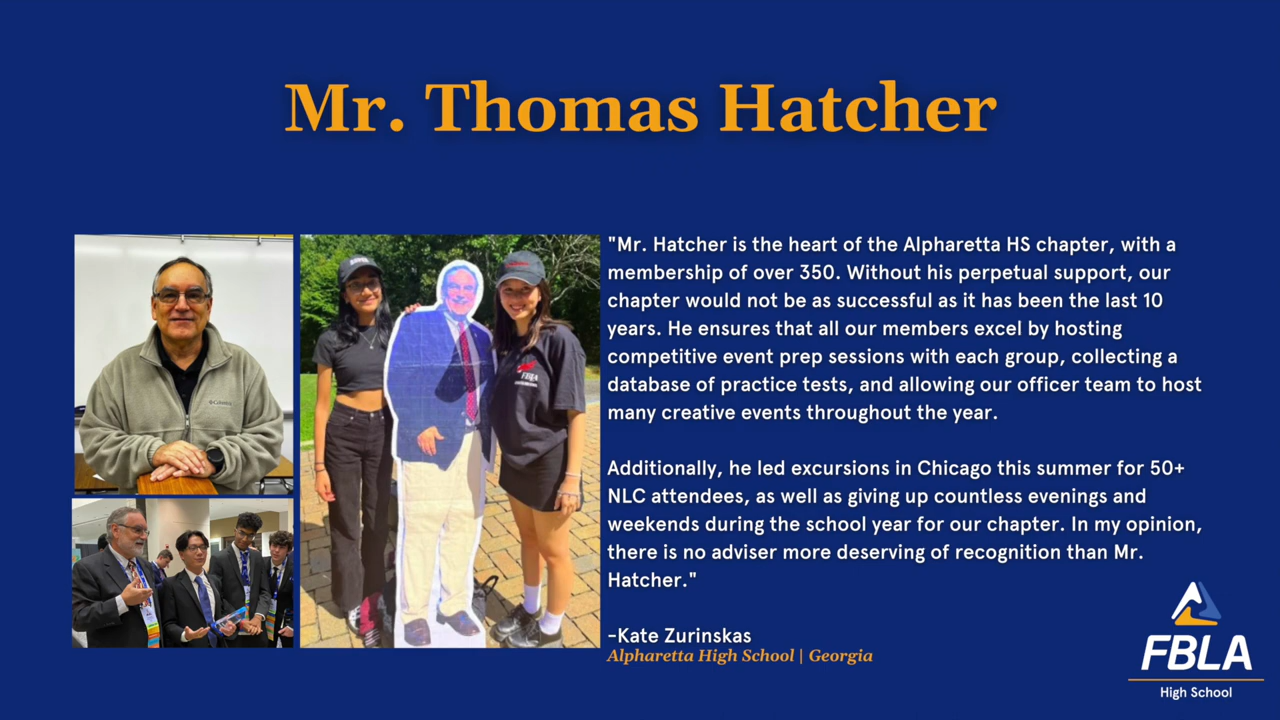 Mr. Thomas Hatcher
"Mr. Hatcher is the heart of the Alpharetta HS chapter, with a
membership of over 350. Without his perpetual support, our
chapter would not be as successful as it has been the last 10
years. He ensures that all our members excel by hosting
competitive event prep sessions with each group, collecting a
database of practice tests, and allowing our officer team to host
many creative events throughout the year.
Additionally, he led excursions in Chicago this summer for 50+
NLC attendees, as well as giving up countless evenings and
weekends during the school year for our chapter. In my opinion,
there is no adviser more deserving of recognition than Mr.
Hatcher."
-Kate Zurinskas
Alpharetta High School | Georgia
Columbia
FBLA
FBLA
High School